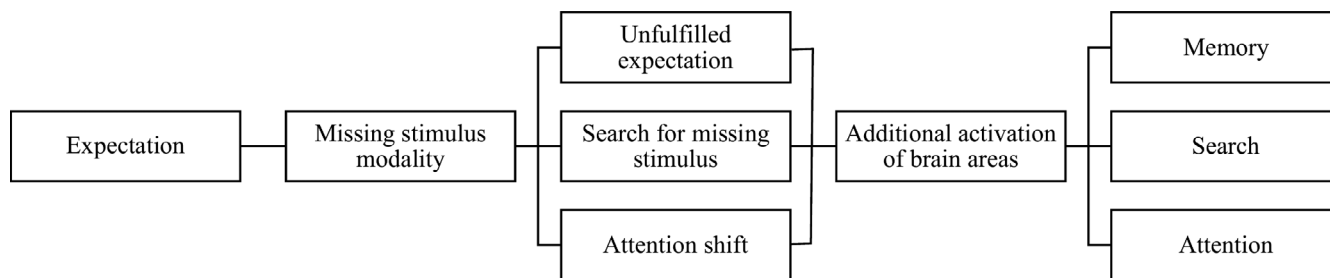 Expectation
Missing stimulus
modality
Unfulfilled
expectation
Search for missing
stimulus
Attention shift
Additional activation
of brain areas
Memory
Search
Attention